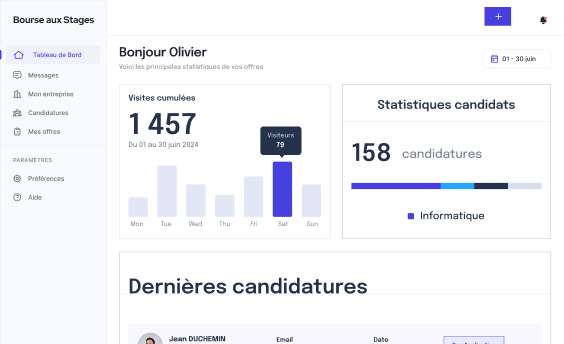 Bourse aux Stages
Tableau de Bord
Messages
Mon entreprise
Candidatures
Mes offres
PARAMÈTRES
Préférences
Aide
+
Bonjour Olivier
Voici les principales statistiques de vos offres
01 - 30 juin
Visites cumulées
1 457
Du 01 au 30 juin 2024
Visiteurs
79
Mon Tue Wed Thu Fri Sat Sun
Statistiques candidats
158 candidatures
Informatique
Dernières candidatures
Jean DUCHEMIN
Email
Date